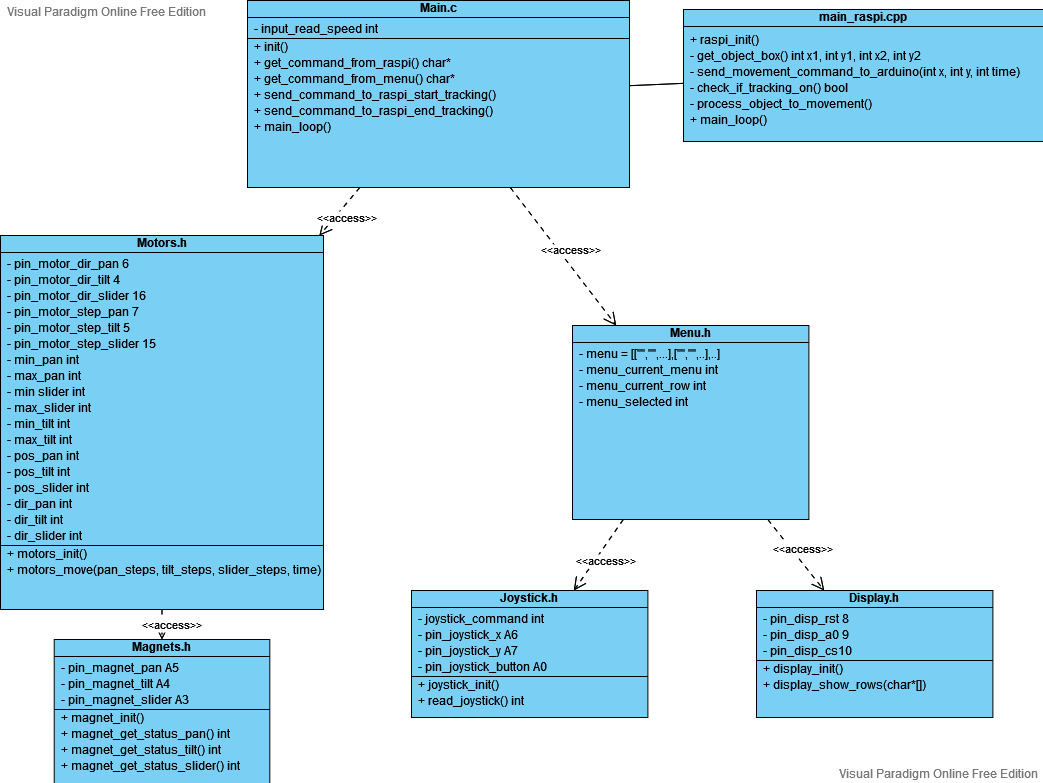 Visual Paradigm Online Free Edition
Main.c
- input_read_speed int
+ init()
+ get_command_from_raspi() char*
+ get_command_from_menu() char*
+ send_command_to_raspi_start_tracking()
+ send_command_to_raspi_end_tracking()
+ main_loop()
main_raspi.cpp
+ raspi_init()
- get_object_box() int x1, int y1, int x2, int y2
- send_movement_command_to_arduino(int x, int y, int time)
- check_if_tracking_on() bool
- process_object_to_movement()
+ main_loop()
<<access>>
<<access>>
Motors.h
- pin_motor_dir_pan 6
- pin_motor_dir_tilt 4
- pin_motor_dir_slider 16
- pin_motor_step_pan 7
- pin_motor_step_tilt 5
- pin_motor_step_slider 15
- min_pan int
- max_pan int
- min slider int
- max_slider int
- min_tilt int
- max_tilt int
- pos_pan int
- pos_tilt int
- pos_slider int
- dir_pan int
- dir_tilt int
- dir_slider int
+ motors_init()
+ motors_move(pan_steps, tilt_steps, slider_steps, time)
Menu.h
- menu = [["","",...],["","",..],..]
- menu_current_menu int
- menu_current_row int
- menu_selected int
<<access>>
<<access>>
<<access>>
Magnets.h
- pin_magnet_pan A5
- pin_magnet_tilt A4
- pin_magnet_slider A3
+ magnet_init()
+ magnet_get_status_pan() int
+ magnet_get_status_tilt() int
+ magnet_get_status_slider() int
Joystick.h
- joystick_command int
- pin_joystick_x A6
- pin_joystick_y A7
- pin_joystick_button A0
+ joystick_init()
+ read_joystick() int
Display.h
- pin_disp_rst 8
- pin_disp_a0 9
- pin_disp_cs10
+ display_init()
+ display_show_rows(char*[])
Visual Paradigm Online Free Edition